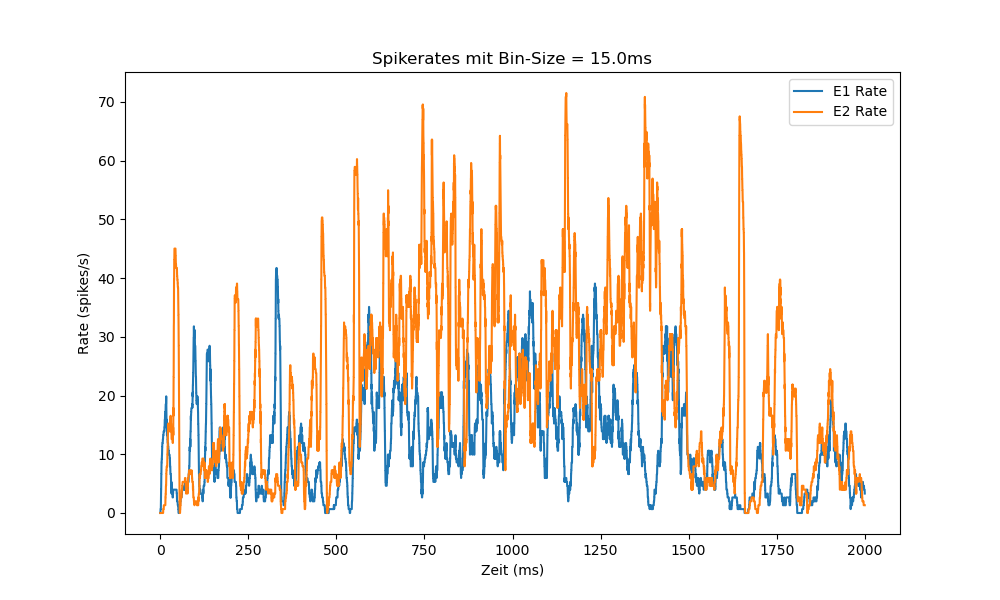 Spikerates mit Bin-Size = 15.0ms
E1 Rate
E2 Rate
Rate (spikes/s)
70
60
50
40
30
20
10
0
0 250 500 750 1000 1250 1500 1750 2000
Zeit (ms)